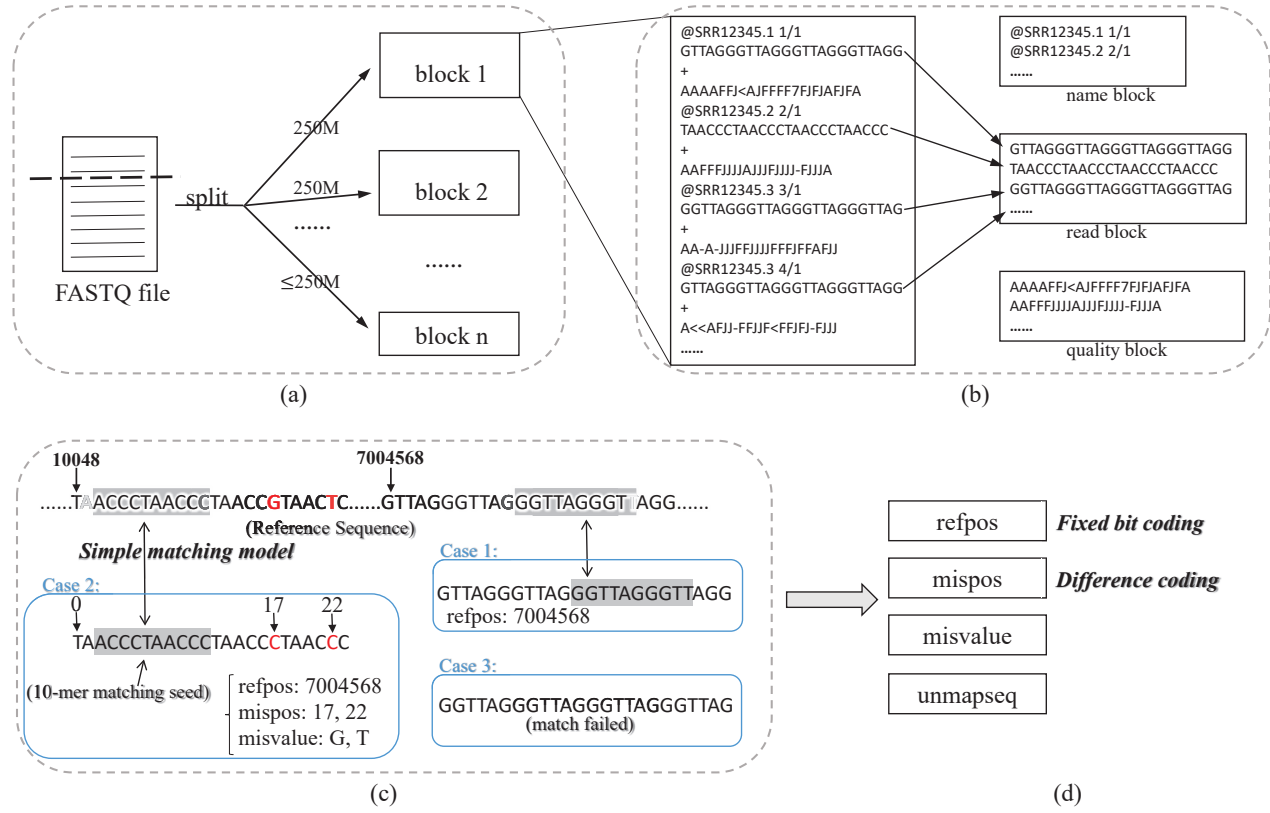 block 1
250M
250M
block 2
split
......
......
≤250M
FASTQ file
block n
(a)
@SRR12345.1 1/1
GTTAGGGTTAGGGTTAGGGTTAGG
+
AAAAFFJ<AJFFFF7FJFJAFJFA
@SRR12345.2 2/1
TAACCCTAACCCTAACCCTAACCC
+
AAFFFJJJJAJJJFJJJJ-FJJJA
@SRR12345.3 3/1
GGTTAGGGTTAGGGTTAGGGTTAG
+
AA-A-JJJFFJJJJFFFJFFAFJJ
@SRR12345.3 4/1
GTTAGGGTTAGGGTTAGGGTTAGG
+
A<<AFJJ-FFJJF<FFJFJ-FJJJ
......
@SRR12345.1 1/1
@SRR12345.2 2/1
......
name block
GTTAGGGTTAGGGTTAGGGTTAGG
TAACCCTAACCCTAACCCTAACCC
GGTTAGGGTTAGGGTTAGGGTTAG
......
read block
AAAAFFJ<AJFFFF7FJFJAFJFA
AAFFFJJJJAJJJFJJJJ-FJJJA
......
quality block
(b)
10048
7004568
......TAACCCTAACCCTAACCGTAACTC......GTTAGGGTTAGGGTTAGGGTTAGG......
(Reference Sequence)
Simple matching model
Case 2:
0 17 22
TAACCCTAACCCTAACCCTAACCC
(10-mer matching seed)
refpos: 7004568
mispos: 17, 22
misvalue: G, T
Case 1:
GTTAGGGTTAGGGTTAGGGTTAGG
refpos: 7004568
Case 3:
GGTTAGGGTTAGGGTTAGGGTTAG
(match failed)
(c)
refpos Fixed bit coding
mispos Difference coding
misvalue
unmapseq
(d)